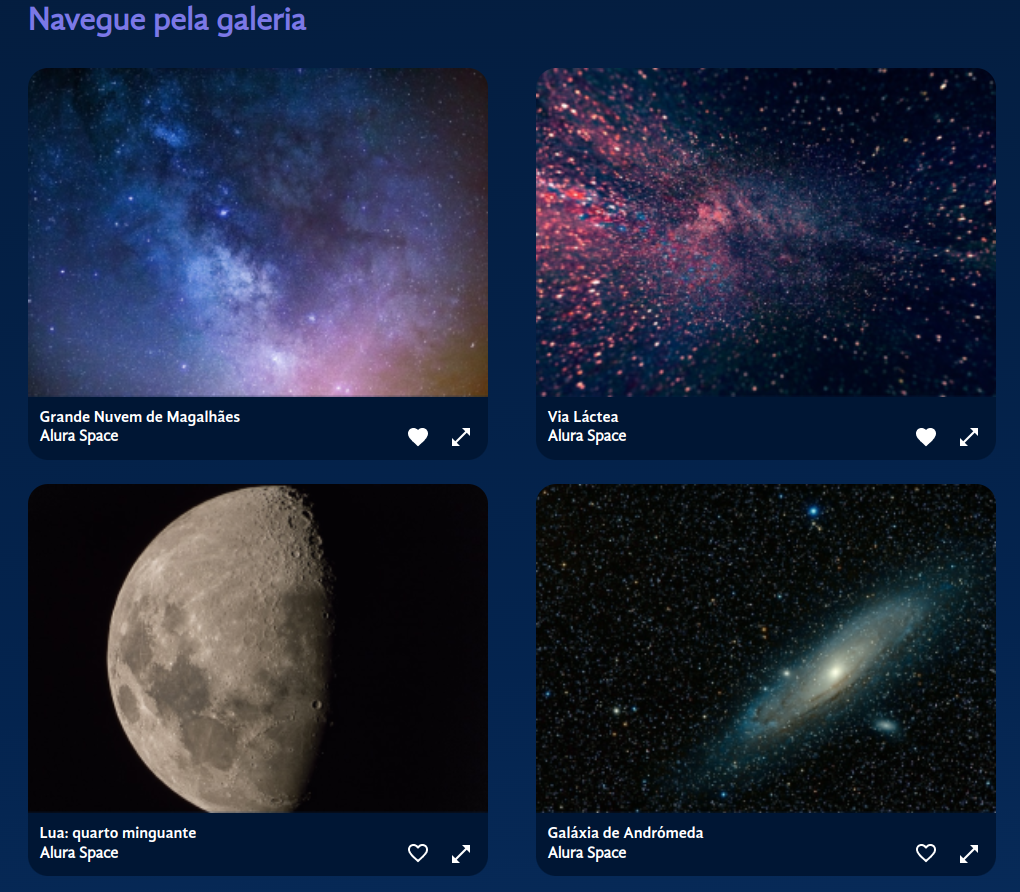 Navegue pela galeria
Grande Nuvem de Magalhães
Alura Space
Via Láctea
Alura Space
Lua: quarto minguante
Alura Space
Galáxia de Andrómeda
Alura Space